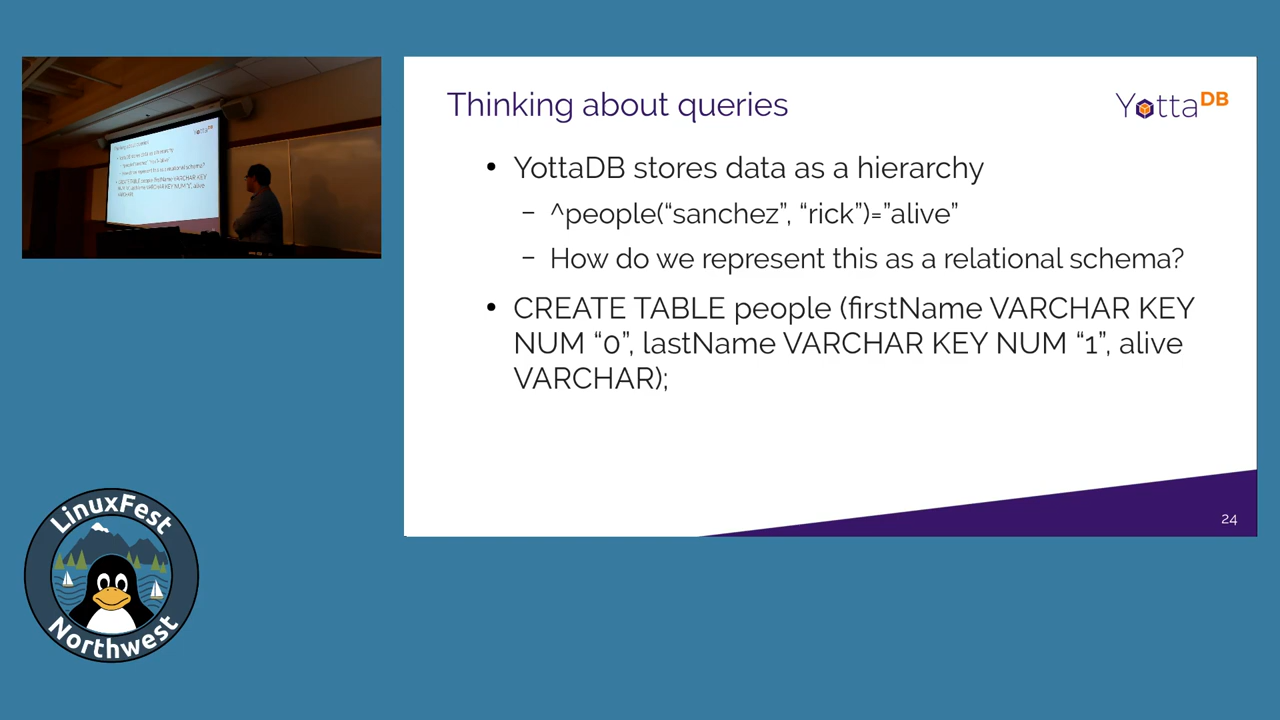 Thinking about queries
YottaDB
• YottaDB stores data as a hierarchy
– ^people(“sanchez”, “rick”)=”alive”
– How do we represent this as a relational schema?
• CREATE TABLE people (firstName VARCHAR KEY
NUM “0”, lastName VARCHAR KEY NUM “1”, alive
VARCHAR);
24
LinuxFest
Northwest